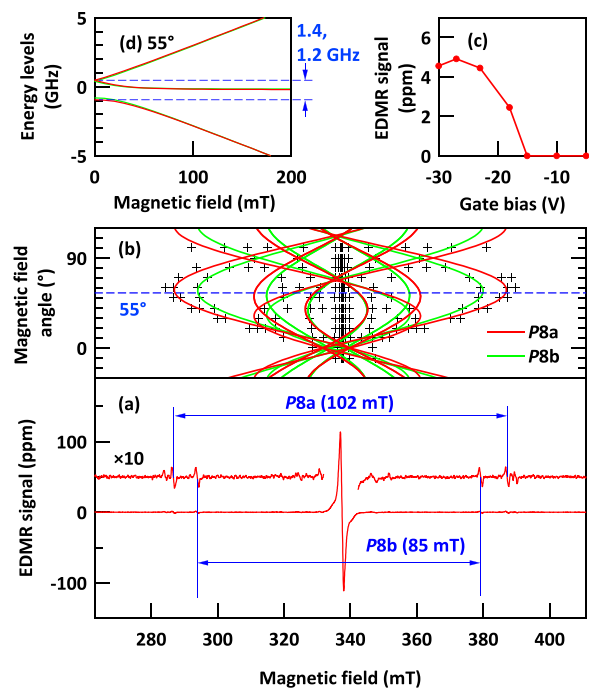 (d) 55°
1.4,
1.2 GHz
Energy levels
(GHz)
5
0
-5
0
100
200
Magnetic field (mT)
(c)
EDMR signal
(ppm)
6
4
2
0
-30
-20
-10
Gate bias (V)
(b)
Magnetic field
angle (°)
90
0
55°
P8a
P8b
(a)
EDMR signal (ppm)
100
0
-100
-150
×10
P8a (102 mT)
P8b (85 mT)
280
300
320
340
360
380
400
Magnetic field (mT)